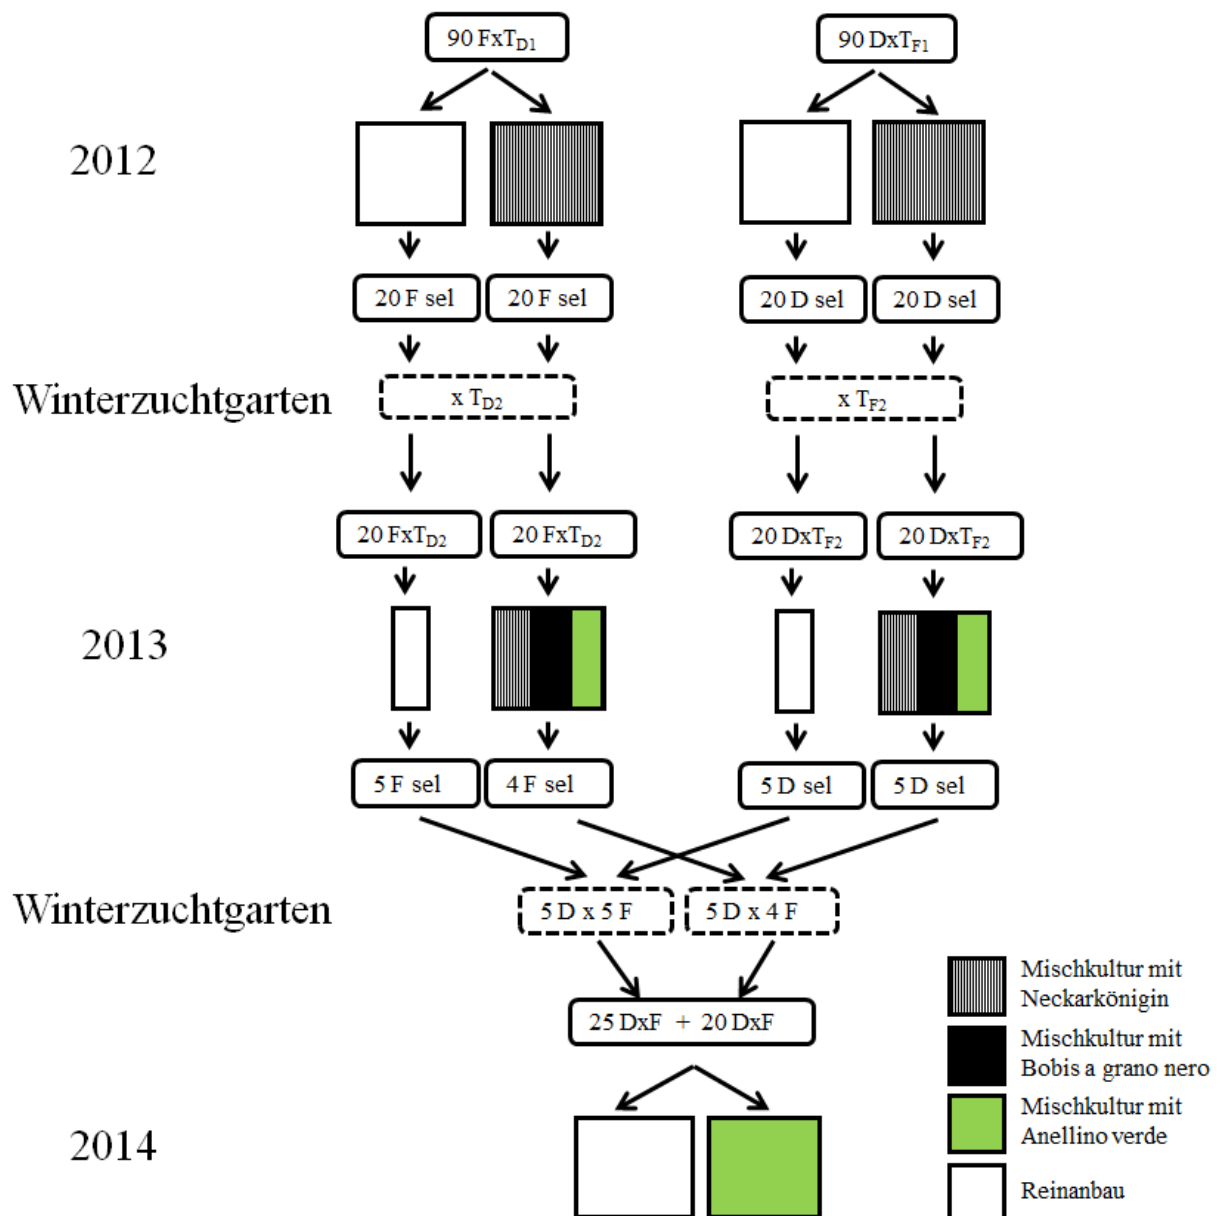 90 FxTD1
90 DxTF1
2012
20 F sel
20 F sel
20 D sel
20 D sel
Winterzuchtgarten
x TD2
x TF2
20 FxTD2
20 FxTD2
20 DxTF2
20 DxTF2
2013
5 F sel
4 F sel
5 D sel
5 D sel
Winterzuchtgarten
5 D x 5 F
5 D x 4 F
25 DxF + 20 DxF
2014
Mischkultur mit
Neckarkönigin
Mischkultur mit
Bobis a grano nero
Mischkultur mit
Anellino verde
Reinanbau